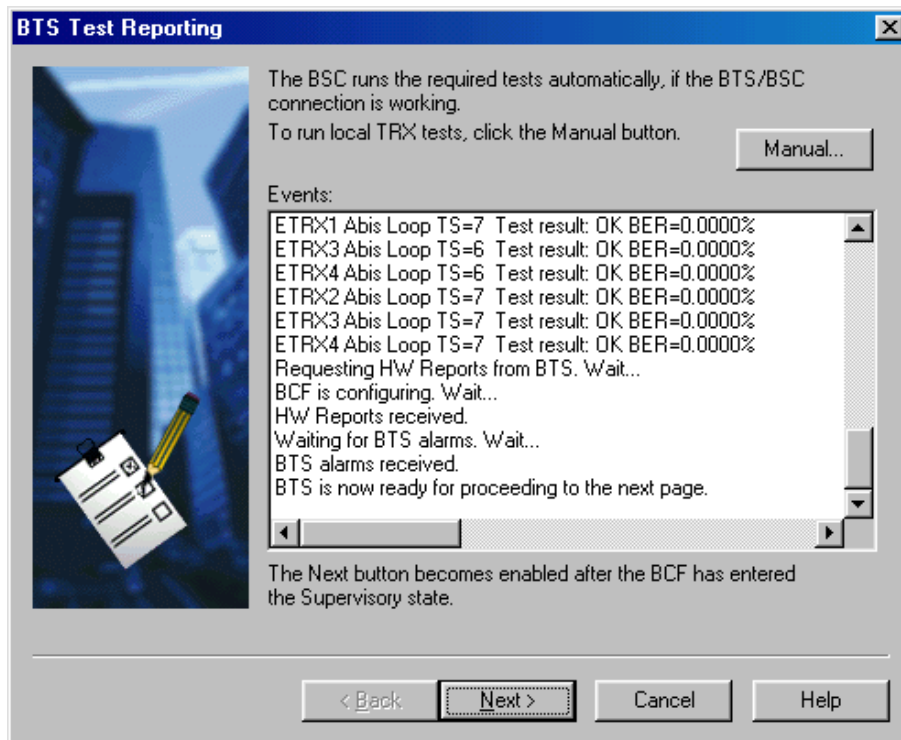 BTS Test Reporting
The BSC runs the required tests automatically, if the BTS/BSC
connection is working.
To run local TRX tests, click the Manual button.
Manual...
Events:
ETRX1 Abis Loop TS=7  Test result: OK BER=0.0000%
ETRX3 Abis Loop TS=6  Test result: OK BER=0.0000%
ETRX4 Abis Loop TS=6  Test result: OK BER=0.0000%
ETRX2 Abis Loop TS=7  Test result: OK BER=0.0000%
ETRX3 Abis Loop TS=7  Test result: OK BER=0.0000%
ETRX4 Abis Loop TS=7  Test result: OK BER=0.0000%
Requesting HW Reports from BTS. Wait...
BCF is configuring. Wait...
HW Reports received.
Waiting for BTS alarms. Wait...
BTS alarms received.
BTS is now ready for proceeding to the next page.
The Next button becomes enabled after the BCF has entered
the Supervisory state.
< Back
Next >
Cancel
Help